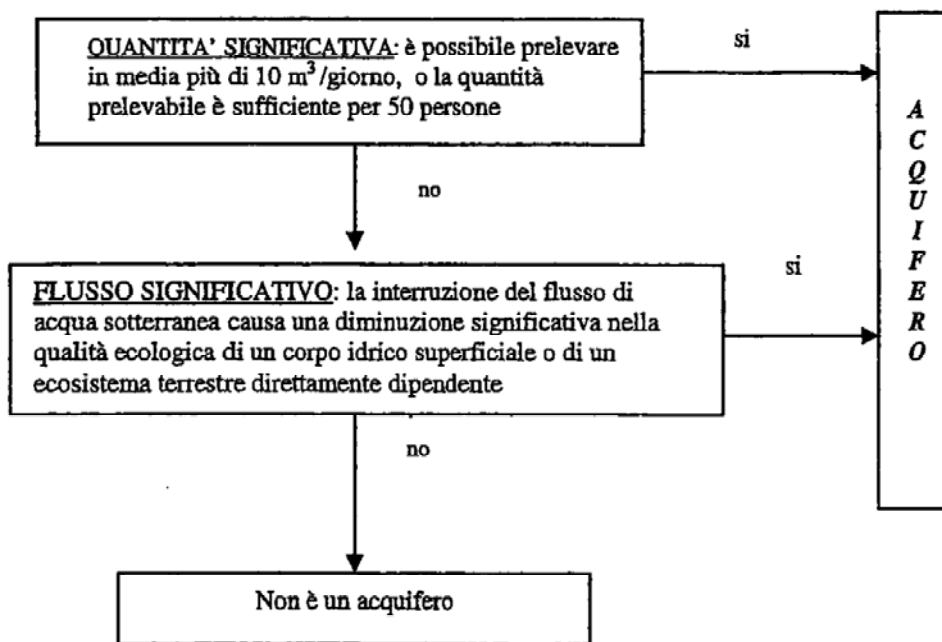 QUANTITA' SIGNIFICATIVA: è possibile prelevare
in media più di 10 m³/giorno, o la quantità
prelevabile è sufficiente per 50 persone
si
no
FLUSSO SIGNIFICATIVO: la interruzione del flusso di
acqua sotterranea causa una diminuzione significativa nella
qualità ecologica di un corpo idrico superficiale o di un
ecosistema terrestre direttamente dipendente
si
no
Non è un acquifero
A
C
Q
U
I
F
E
R
O